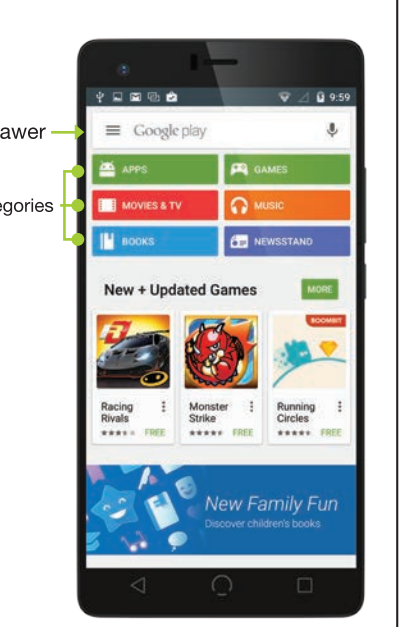 9:59
awer
Google play
APPS
GAMES
egories
MOVIES & TV
MUSIC
BOOKS
NEWSSTAND
New + Updated Games
MORE
BOOMBIT
Racing Rivals
FREE
Monster Strike
FREE
Running Circles
FREE
New Family Fun
Discover children's books